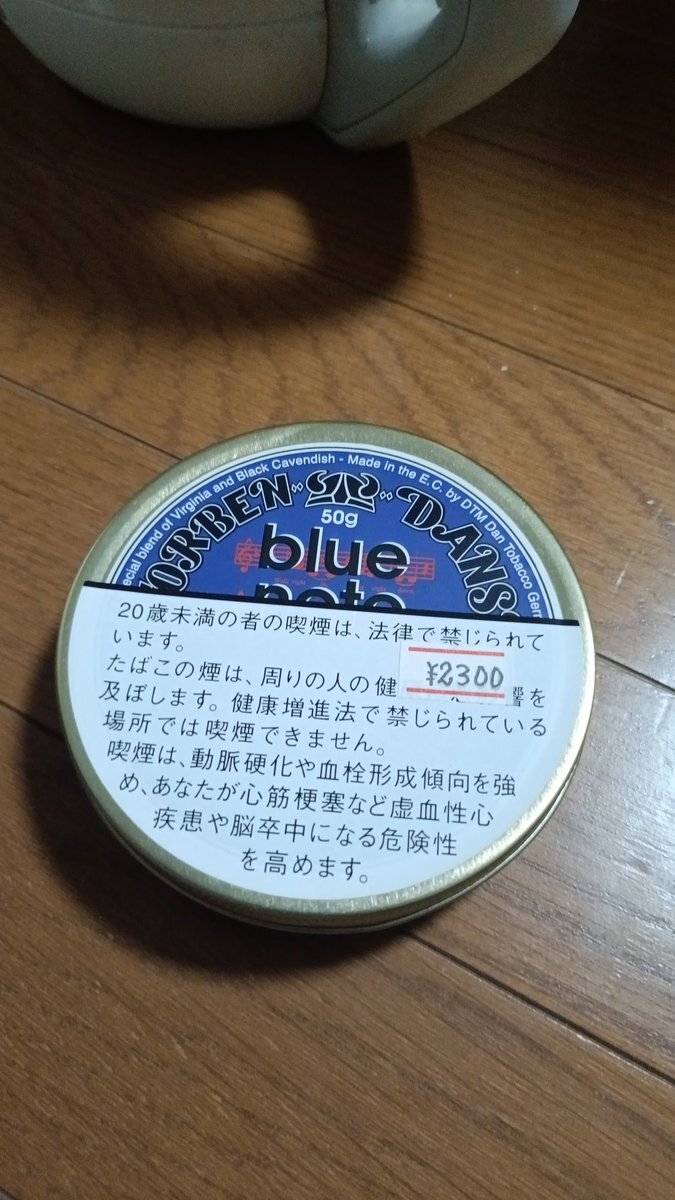 ecial blend of Virginia and Black Cavendish - Made in the E.C. by DTM Dan Tobacco
ORBEN DANS
50g
blue
note
20歳未満の者の喫煙は、法律で禁じられて
います。
たばこの煙は、周りの人の健 響を
¥2300
及ぼします。健康増進法で禁じられている
場所では喫煙できません。
喫煙は、動脈硬化や血栓形成傾向を強
め、あなたが心筋梗塞など虚血性心
疾患や脳卒中になる危険性
を高めます。